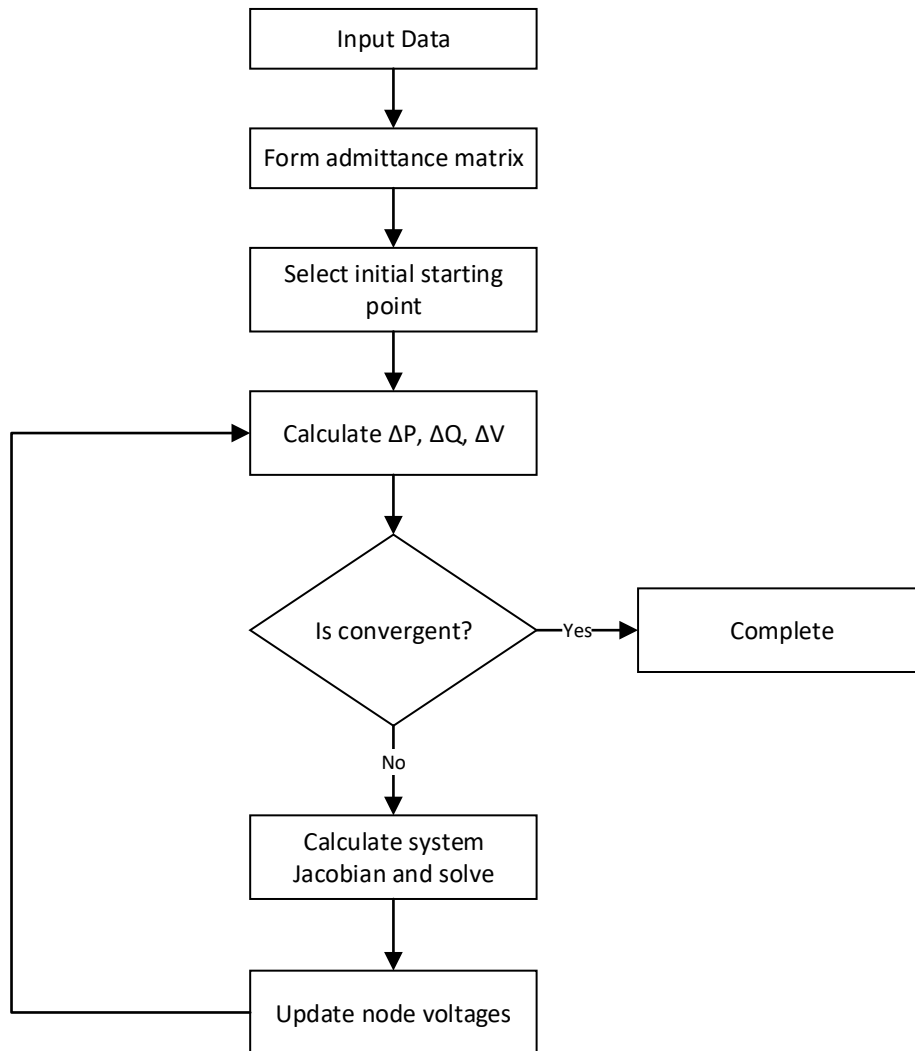 Input Data
Form admittance matrix
Select initial starting
point
Calculate ΔP, ΔQ, ΔV
Is convergent?
Yes
Complete
No
Calculate system
Jacobian and solve
Update node voltages